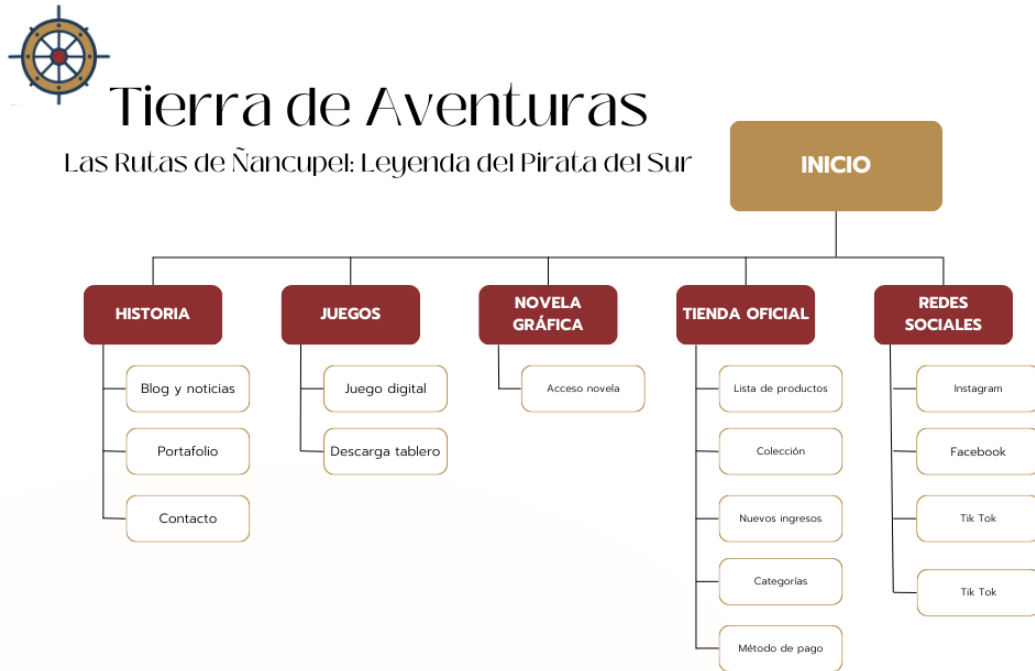 Tierra de Aventuras
Las Rutas de Ñancupel: Leyenda del Pirata del Sur
INICIO
HISTORIA
Blog y noticias
Portafolio
Contacto
JUEGOS
Juego digital
Descarga tablero
NOVELA
GRÁFICA
Acceso novela
TIENDA OFICIAL
Lista de productos
Colección
Nuevos ingresos
Categorías
Método de pago
REDES
SOCIALES
Instagram
Facebook
Tik Tok
Tik Tok